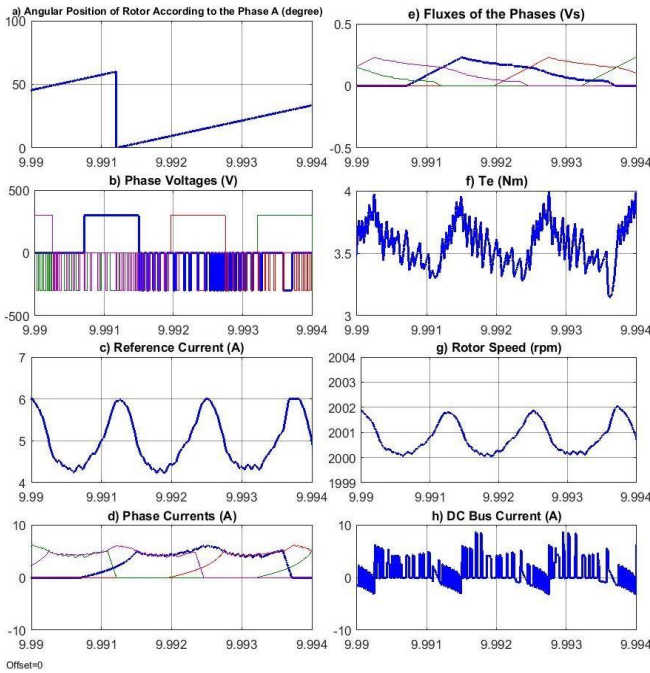 a) Angular Position of Rotor According to the Phase A (degree)
100
50
0
9.99 9.991 9.992 9.993 9.994
e) Fluxes of the Phases (Vs)
0.5
0
-0.5
9.99 9.991 9.992 9.993 9.994
b) Phase Voltages (V)
500
0
-500
9.99 9.991 9.992 9.993 9.994
f) Te (Nm)
4
3.5
3
9.99 9.991 9.992 9.993 9.994
c) Reference Current (A)
7
6
5
4
9.99 9.991 9.992 9.993 9.994
g) Rotor Speed (rpm)
2004
2003
2002
2001
2000
1999
9.99 9.991 9.992 9.993 9.994
d) Phase Currents (A)
10
0
-10
9.99 9.991 9.992 9.993 9.994
h) DC Bus Current (A)
10
0
-10
9.99 9.991 9.992 9.993 9.994
Offset=0